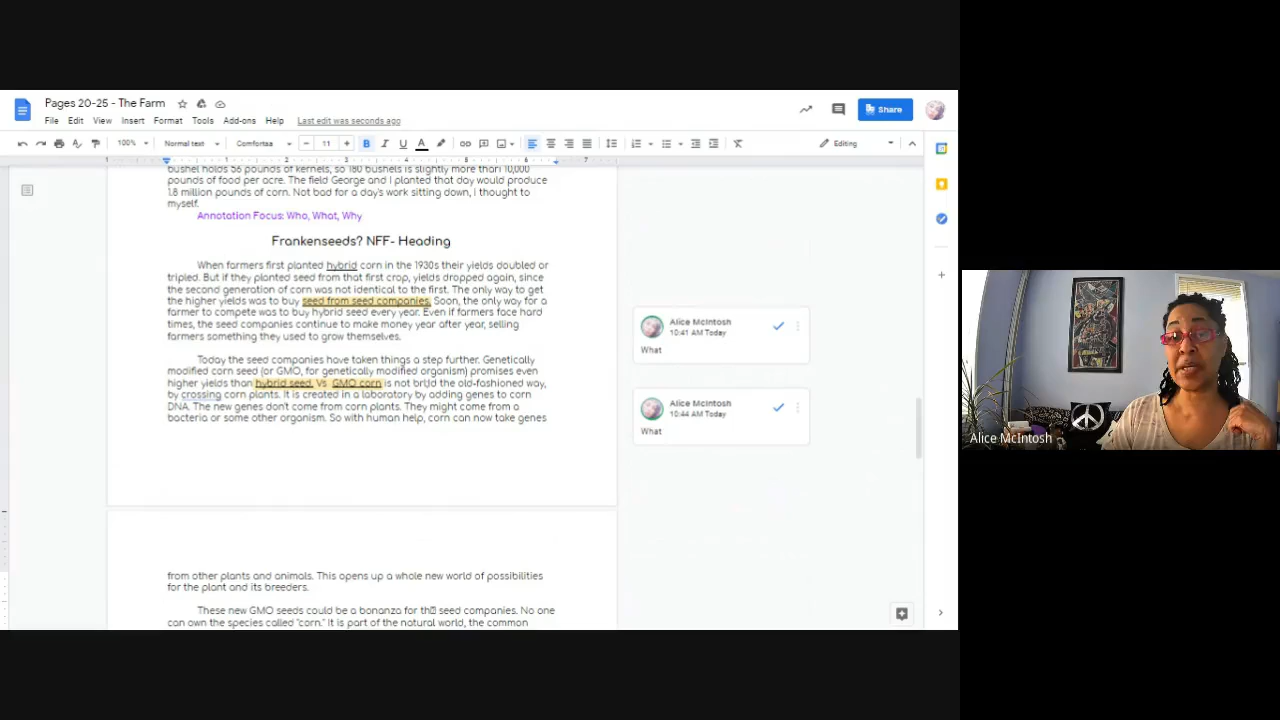 Pages 20-25 - The Farm
Share
File Edit View Insert Format Tools Add-ons Help Last edit was seconds ago
100% Normal text Comfortaa 11 Editing
1 1 2 3 4 5 6 7
bushel holds 56 pounds of kernels, so 180 bushels is slightly more than 10,000
pounds of food per acre. The field George and I planted that day would produce
1.8 million pounds of corn. Not bad for a day's work sitting down, I thought to
myself.
Annotation Focus: Who, What, Why
Frankenseeds? NFF- Heading
When farmers first planted hybrid corn in the 1930s their yields doubled or
tripled. But if they planted seed from that first crop, yields dropped again, since
the second generation of corn was not identical to the first. The only way to get
the higher yields was to buy seed from seed companies. Soon, the only way for a
farmer to compete was to buy hybrid seed every year. Even if farmers face hard
times, the seed companies continue to make money year after year, selling
farmers something they used to grow themselves.
Today the seed companies have taken things a step further. Genetically
modified corn seed (or GMO, for genetically modified organism) promises even
higher yields than hybrid seed. Vs GMO corn is not the old-fashioned way,
by crossing corn plants. It is created in a laboratory by adding genes to corn
DNA. The new genes don't come from corn plants. They might come from a
bacteria or some other organism. So with human help, corn can now take genes
from other plants and animals. This opens up a whole new world of possibilities
for the plant and its breeders.
These new GMO seeds could be a bonanza for seed companies. No one
can own the species called "corn." It is part of the natural world, the common
Alice McIntosh
10:41 AM Today
What
Alice McIntosh
10:44 AM Today
What
Alice McIntosh